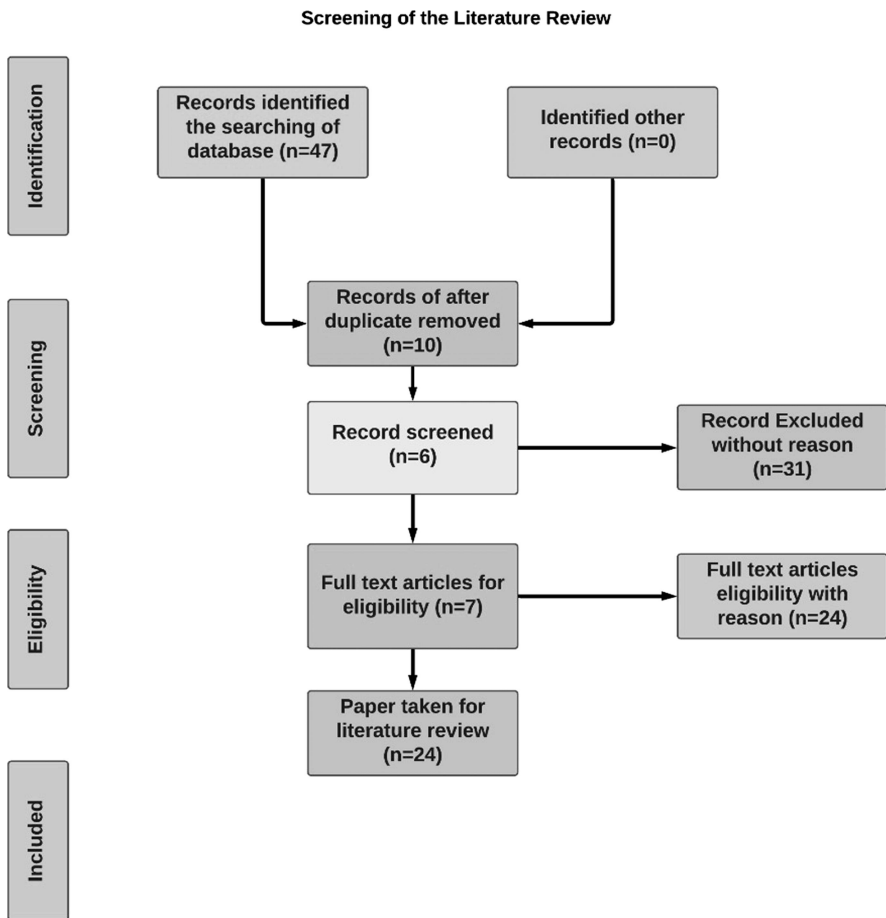 Screening of the Literature Review
Identification
Records identified
the searching of
database (n=47)
Identified other
records (n=0)
Screening
Records of after
duplicate removed
(n=10)
Record screened
(n=6)
Record Excluded
without reason
(n=31)
Eligibility
Full text articles for
eligibility (n=7)
Full text articles
eligibility with
reason (n=24)
Paper taken for
literature review
(n=24)
Included